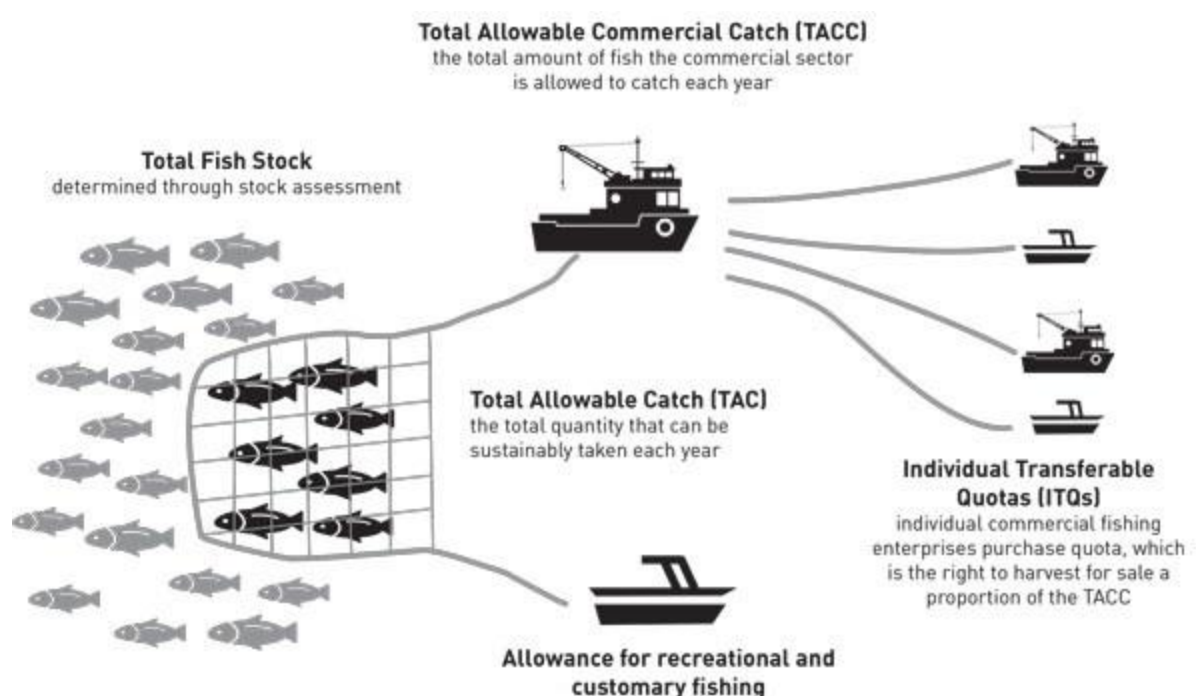 Total Allowable Commercial Catch (TACC)
the total amount of fish the commercial sector
is allowed to catch each year
Total Fish Stock
determined through stock assessment
Total Allowable Catch (TAC)
the total quantity that can be
sustainably taken each year
Individual Transferable
Quotas (ITQs)
individual commercial fishing
enterprises purchase quota, which
is the right to harvest for sale a
proportion of the TACC
Allowance for recreational and
customary fishing